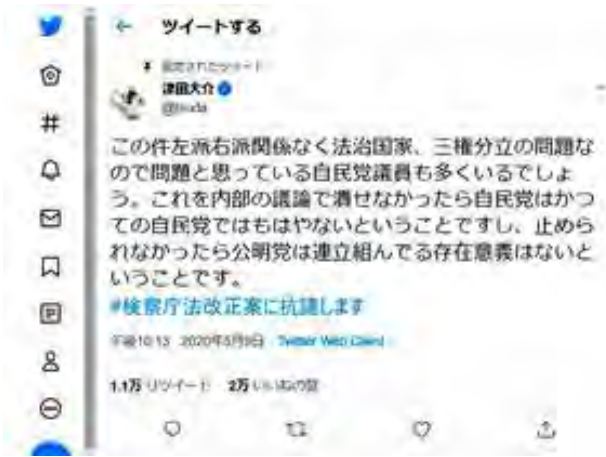 ツイートする
固定されたツイート
津田大介
@tsuda
この件左派右派関係なく法治国家、三権分立の問題な
ので問題と思っている自民党議員も多くいるでしょ
う。これを内部の議論で潰せなかったら自民党はかつ
ての自民党ではもはやないということですし、止めら
れなかったら公明党は連立組んでる存在意義はないと
いうことです。
#検察庁法改正案に抗議します
午後10:13 2020年5月9日 Twitter Web Client
1.1万 リツイート 2万 いいねの数